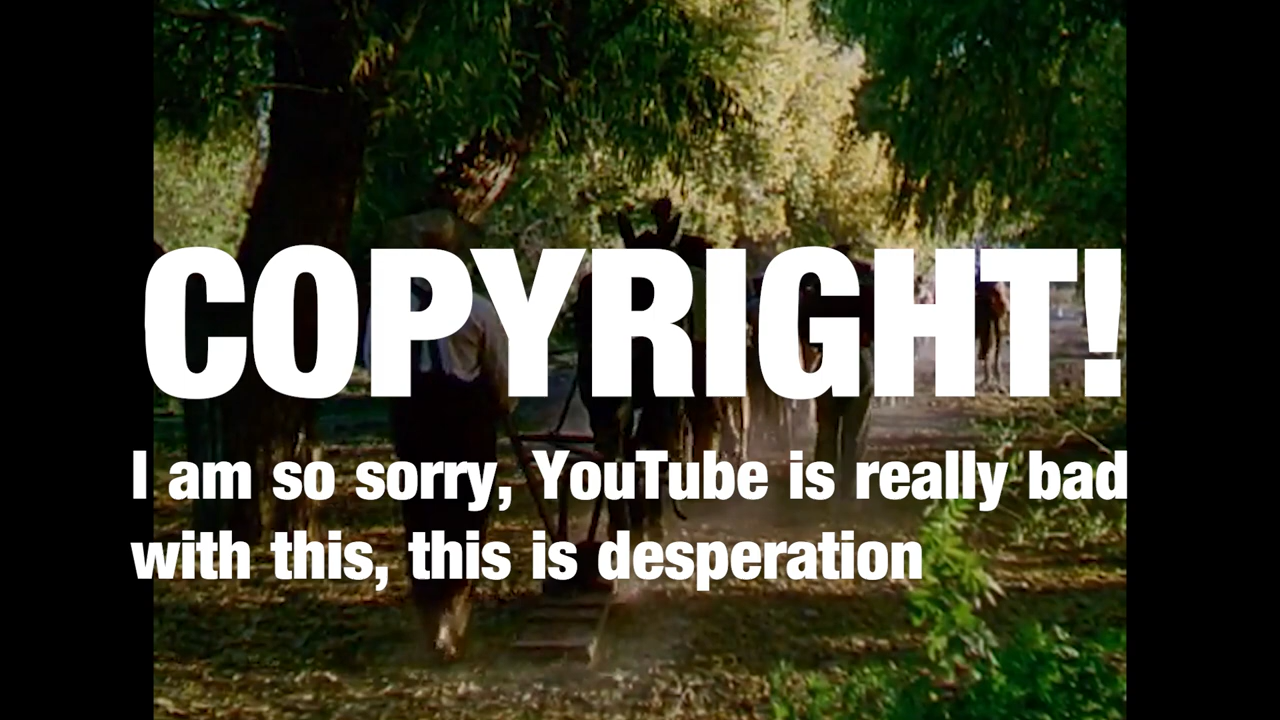 COPYRIGHT!
I am so sorry, YouTube is really bad
with this, this is desperation